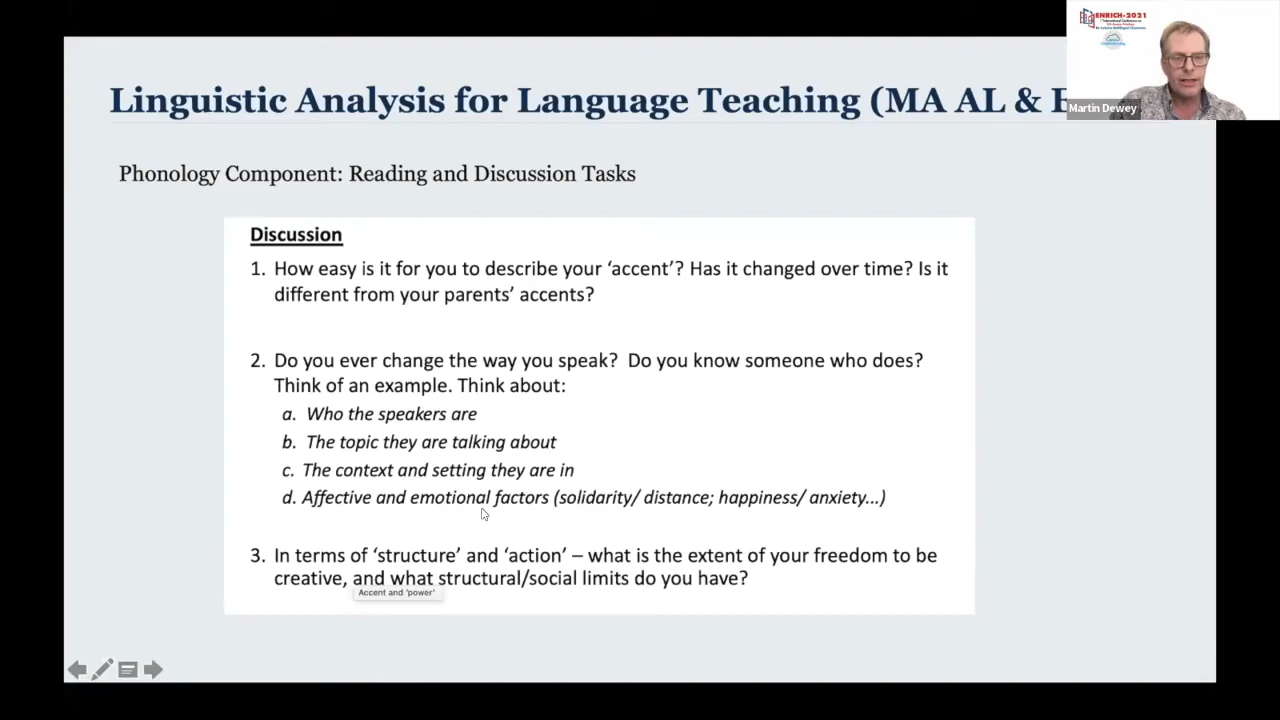 Linguistic Analysis for Language Teaching (MA AL & E
ENRICH-2021
Martin Dewey
Phonology Component: Reading and Discussion Tasks
Discussion
1. How easy is it for you to describe your ‘accent’? Has it changed over time? Is it
different from your parents’ accents?
2. Do you ever change the way you speak?  Do you know someone who does?
Think of an example. Think about:
a. Who the speakers are
b. The topic they are talking about
c. The context and setting they are in
d. Affective and emotional factors (solidarity/ distance; happiness/ anxiety...)
3. In terms of ‘structure’ and ‘action’ – what is the extent of your freedom to be
creative, and what structural/social limits do you have?
Accent and 'power'